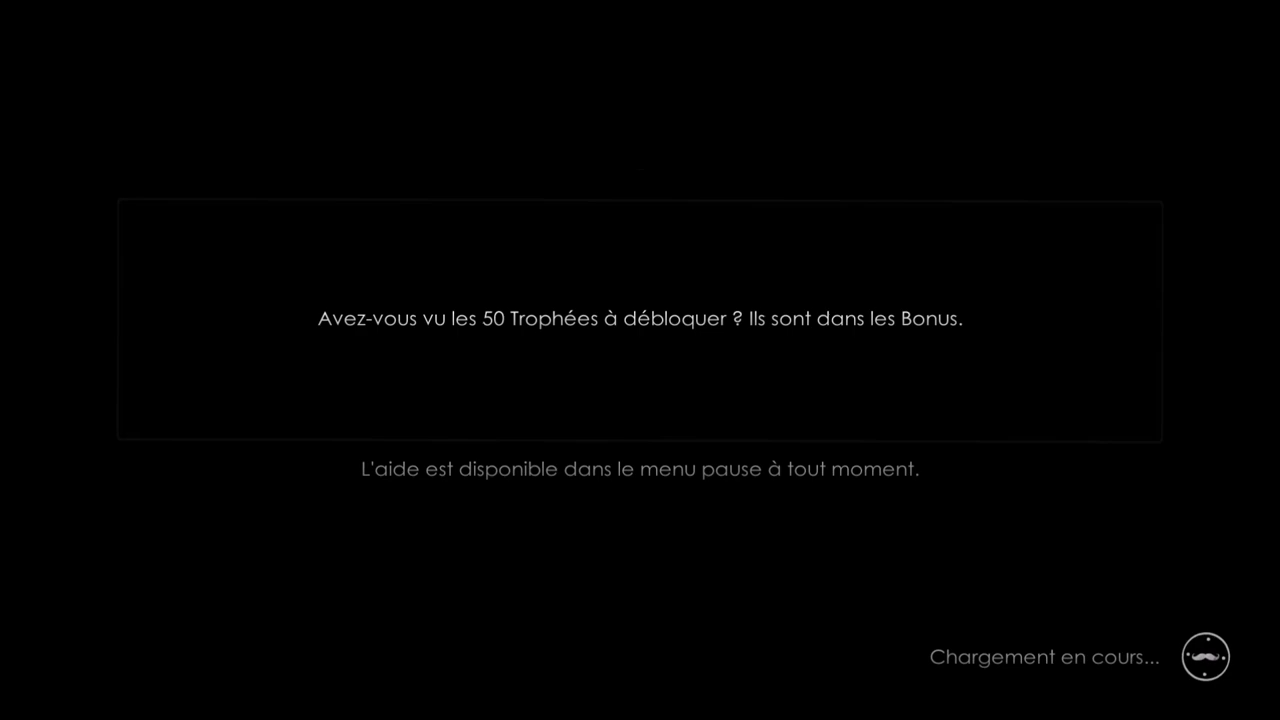 Avez-vous vu les 50 Trophées à débloquer ? Ils sont dans les Bonus.
L'aide est disponible dans le menu pause à tout moment.
Chargement en cours...